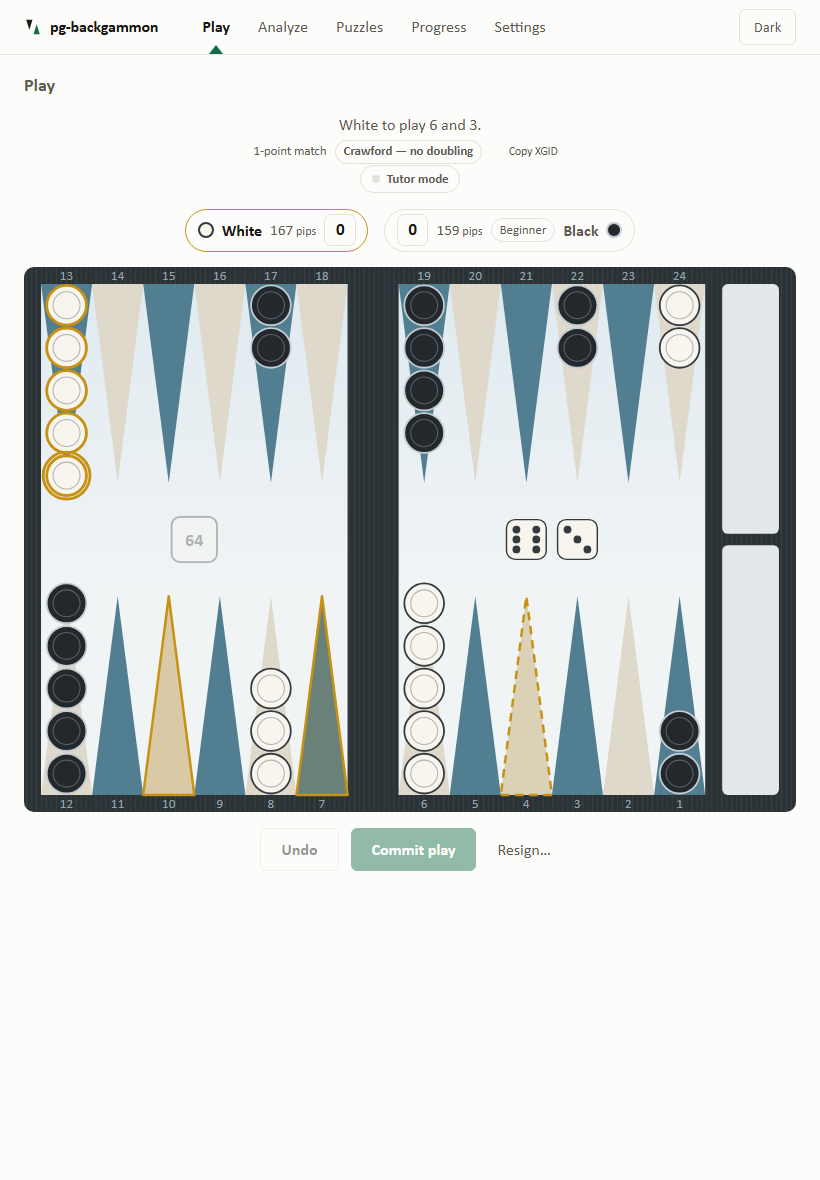 pg-backgammon Play Analyze Puzzles Progress Settings Dark
Play
White to play 6 and 3.
1-point match Crawford — no doubling Copy XGID
Tutor mode
White 167 pips 0 0 159 pips Beginner Black
13 14 15 16 17 18 19 20 21 22 23 24
64
12 11 10 9 8 7 6 5 4 3 2 1
Undo Commit play Resign...